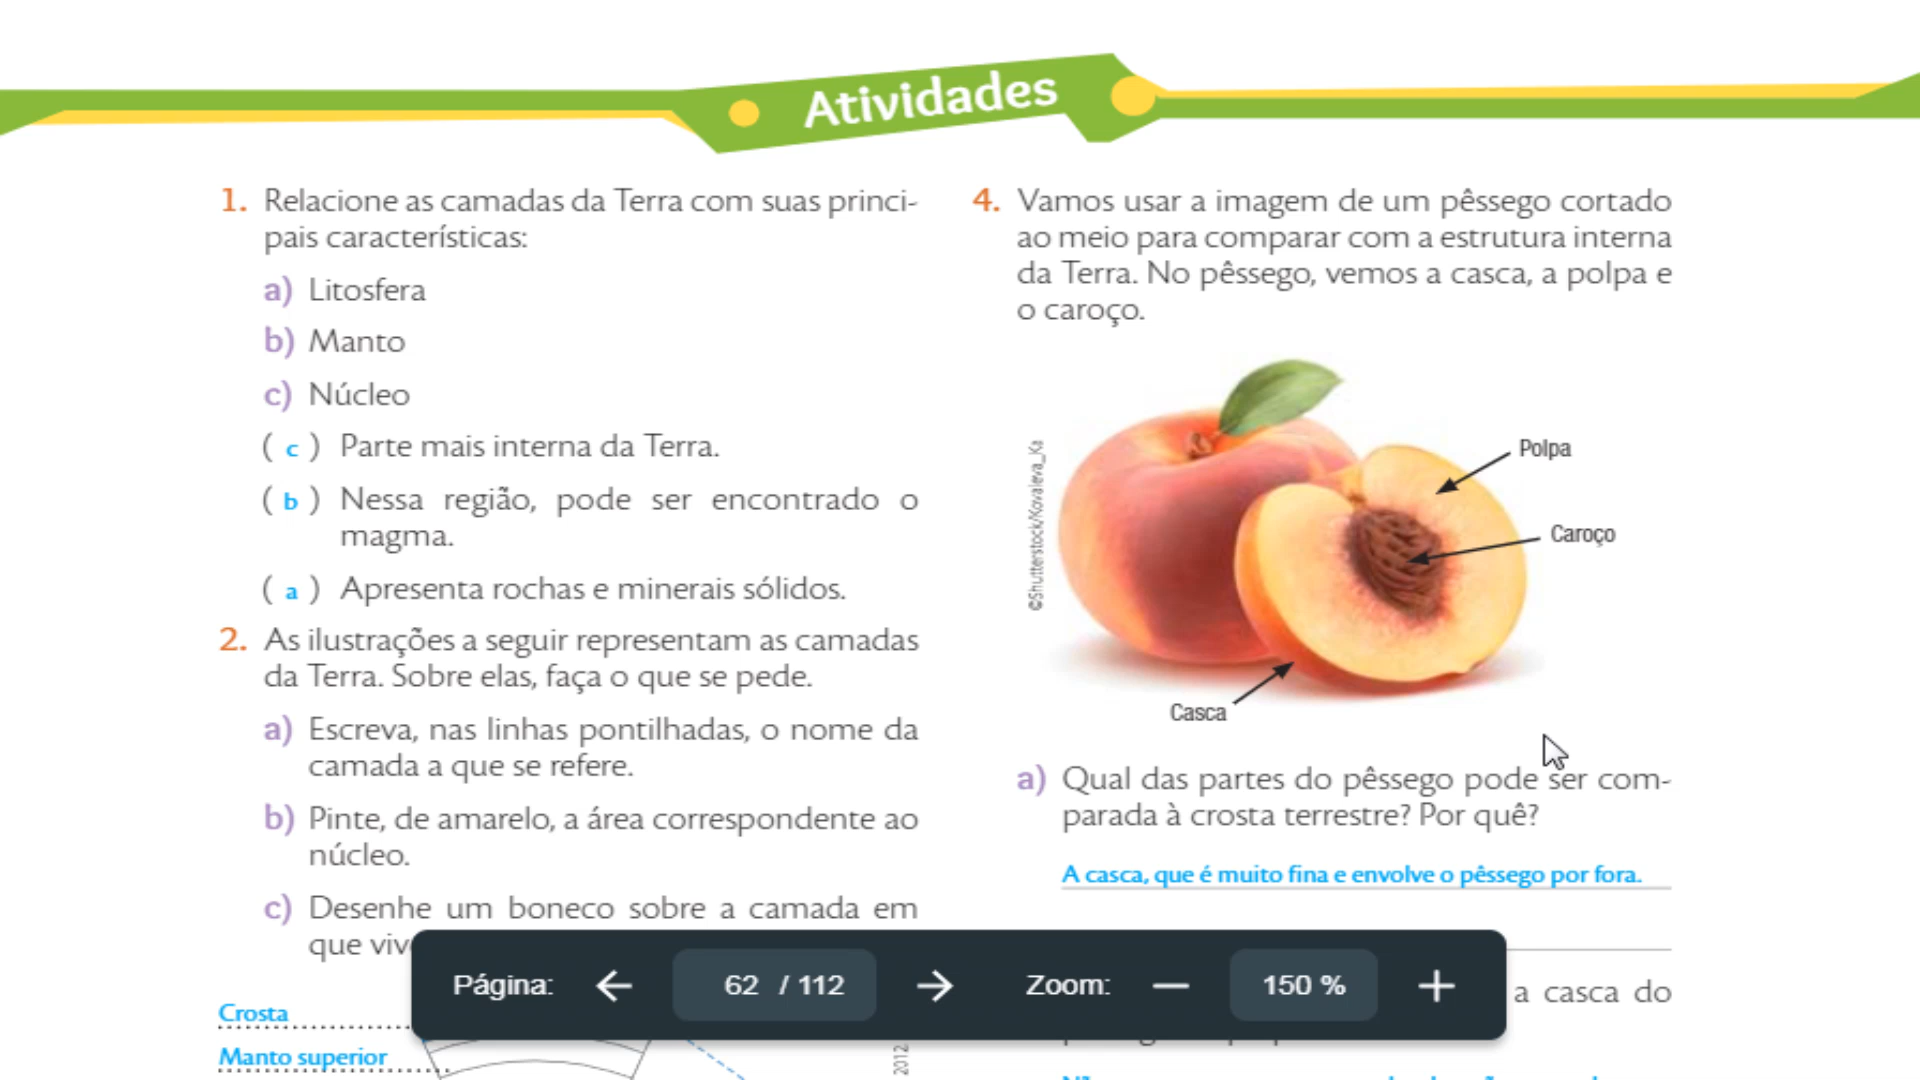 Atividades
1. Relacione as camadas da Terra com suas princi-
pais características:
a) Litosfera
b) Manto
c) Núcleo
( c ) Parte mais interna da Terra.
( b ) Nessa região, pode ser encontrado o
magma.
( a ) Apresenta rochas e minerais sólidos.
2. As ilustrações a seguir representam as camadas
da Terra. Sobre elas, faça o que se pede.
a) Escreva, nas linhas pontilhadas, o nome da
camada a que se refere.
b) Pinte, de amarelo, a área correspondente ao
núcleo.
c) Desenhe um boneco sobre a camada em
que
Crosta
Manto superior
2012
4. Vamos usar a imagem de um pêssego cortado
ao meio para comparar com a estrutura interna
da Terra. No pêssego, vemos a casca, a polpa e
o caroço.
©Shutterstock/Kovaleva_Ka
Polpa
Caroço
Casca
a) Qual das partes do pêssego pode ser com-
parada à crosta terrestre? Por quê?
A casca, que é muito fina e envolve o pêssego por fora.
a casca do
Página: 62 / 112 Zoom: 150 %